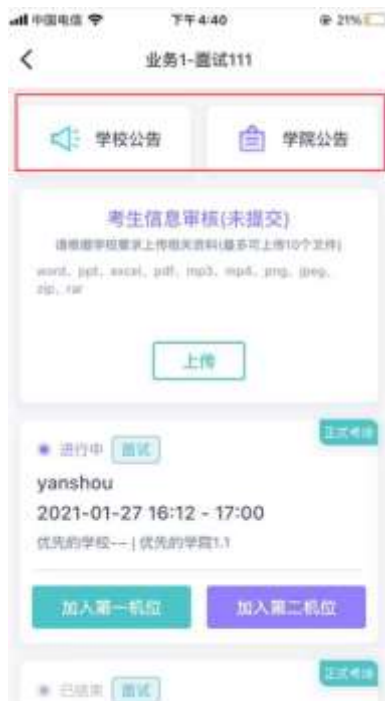 中国电信 下午4:40 21%
业务1-面试111
学校公告 学院公告
考生信息审核(未提交)
请根据学校要求上传相关资料(最多可上传10个文件)
word、ppt、excel、pdf、mp3、mp4、png、jpeg、
zip、rar
上传
正式考场
进行中 面试
yanshou
2021-01-27 16:12 - 17:00
优先的学校-- | 优先的学院1.1
加入第一机位 加入第二机位
正式考场
已结束 面试